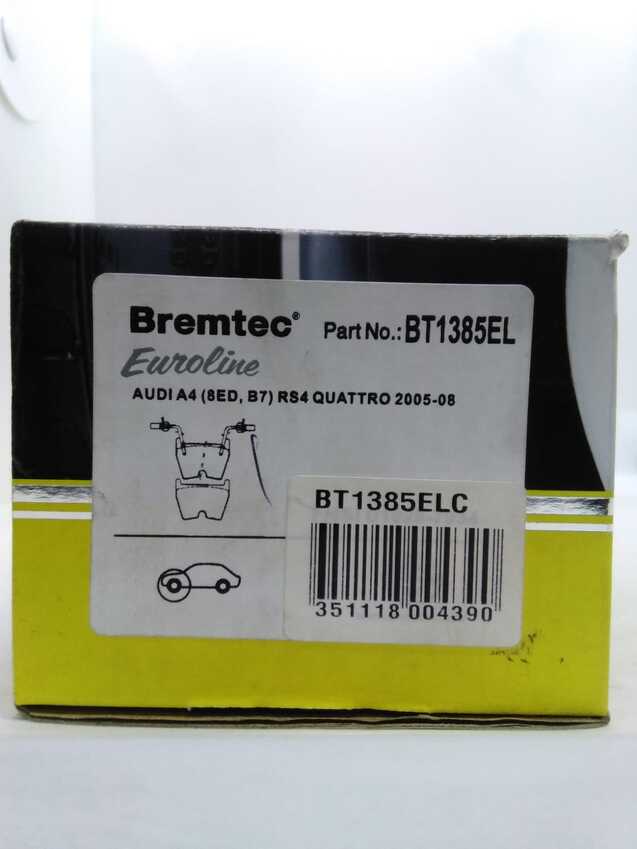 Bremtec® Part No.: BT1385EL
Euroline
AUDI A4 (8ED, B7) RS4 QUATTRO 2005-08
BT1385ELC
351118 004390